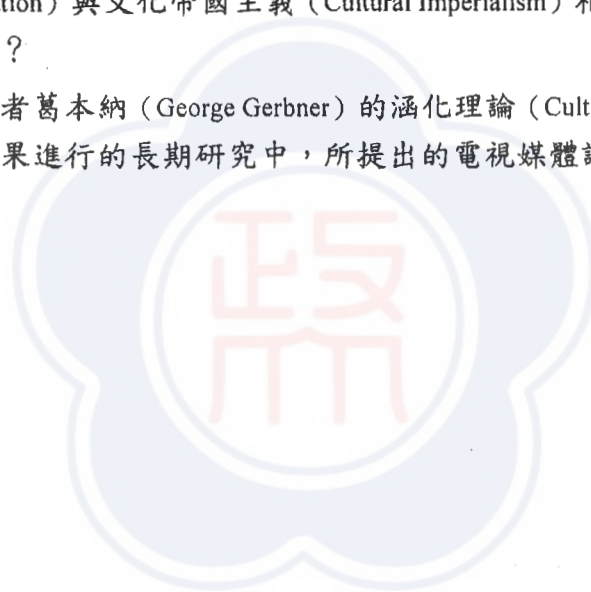 tion）與文化帝國主義（Cultural Imperialism）
？
者葛本納（George Gerbner）的涵化理論（Cult
果進行的長期研究中，所提出的電視媒體
政大